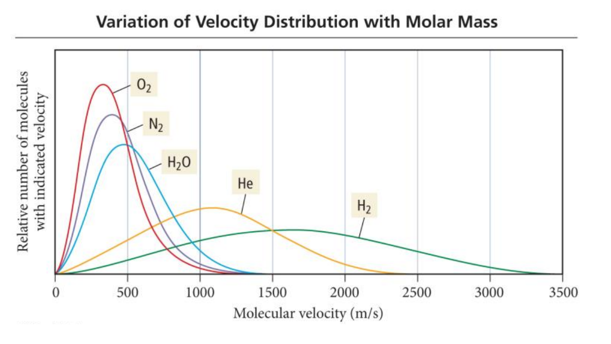 Variation of Velocity Distribution with Molar Mass
Relative number of molecules
with indicated velocity
O₂
N₂
H₂O
He
H₂
0 500 1000 1500 2000 2500 3000 3500
Molecular velocity (m/s)